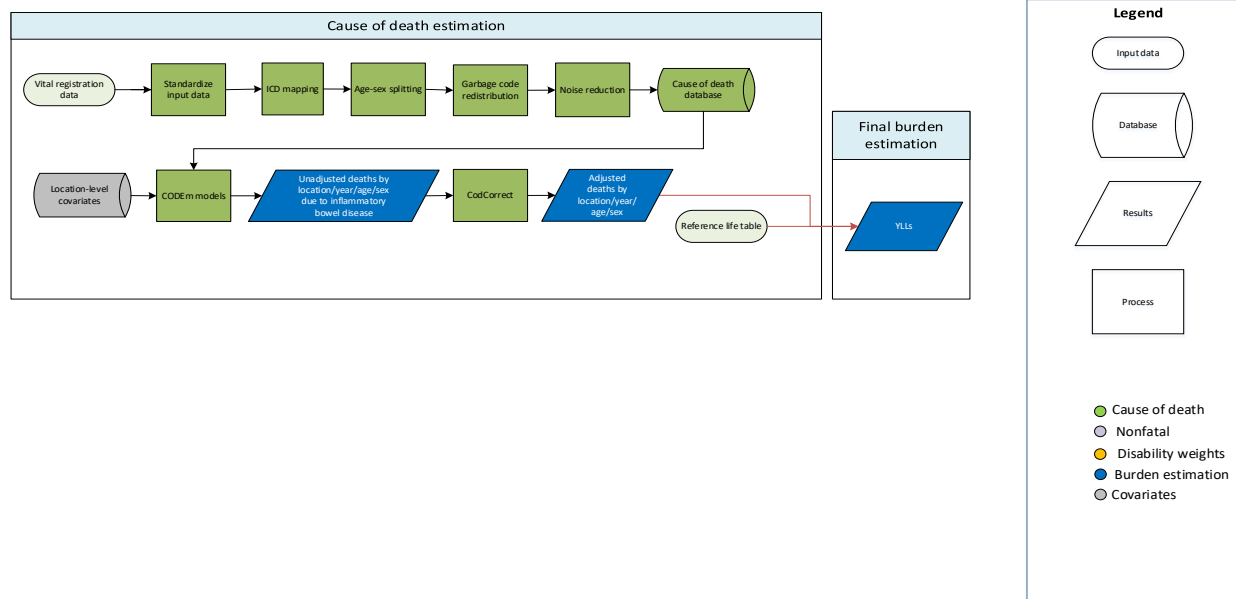 Cause of death estimation
Vital registration
data
Standardize
input data
ICD mapping
Age-sex splitting
Garbage code
redistribution
Noise reduction
Cause of death
database
Location-level
covariates
CODEm models
Unadjusted deaths by
location/year/age/sex
due to inflammatory
bowel disease
CodCorrect
Adjusted
deaths by
location/year/
age/sex
Reference life table
Final burden
estimation
YLLs
Legend
Input data
Database
Results
Process
Cause of death
Nonfatal
Disability weights
Burden estimation
Covariates